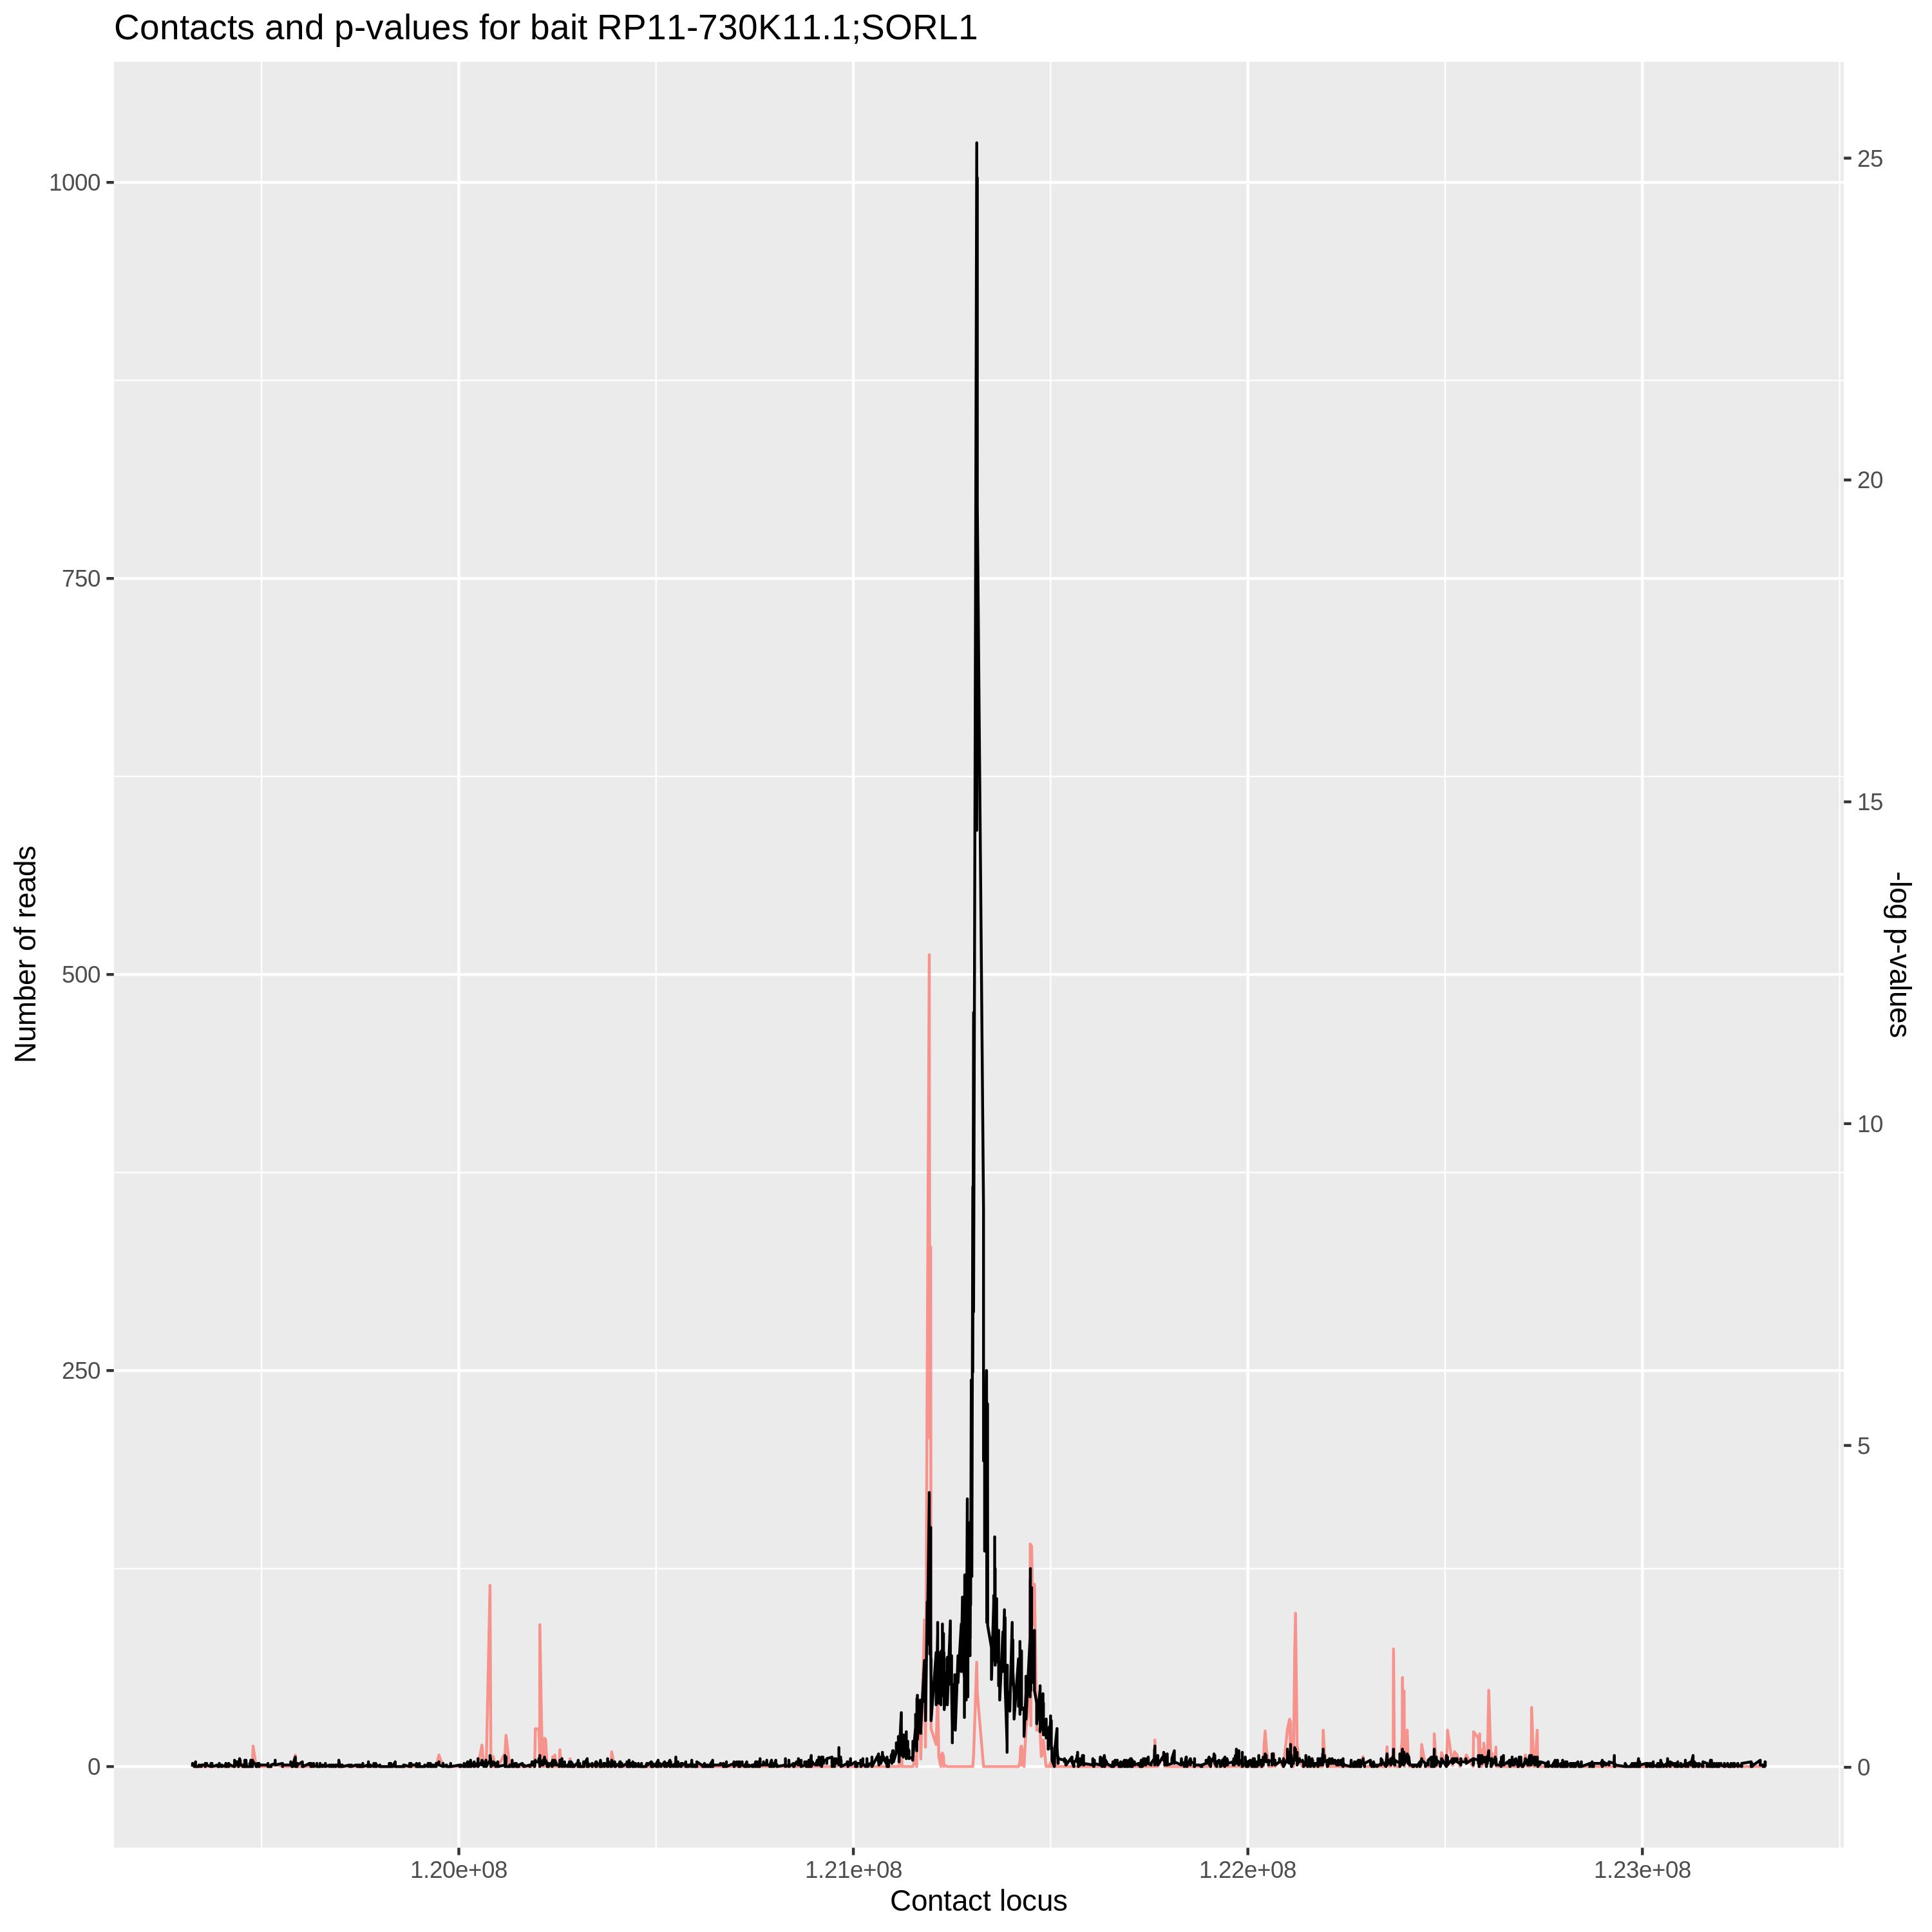 Contacts and p-values for bait RP11-730K11.1;SORL1
1000
750
500
250
0
Number of reads
25
20
15
10
5
0
-log p-values
1.20e+08
1.21e+08
1.22e+08
1.23e+08
Contact locus